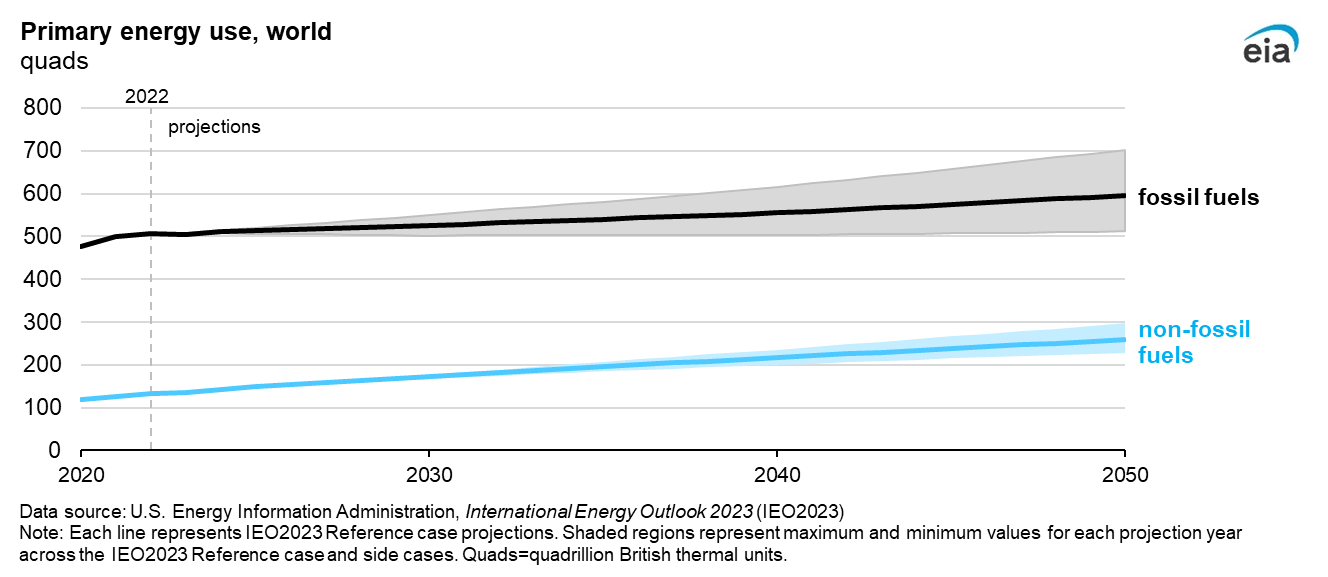 Primary energy use, world
quads
eia
800
700
600
500
400
300
200
100
0
2022
projections
fossil fuels
non-fossil
fuels
2020
2030
2040
2050
Data source: U.S. Energy Information Administration, International Energy Outlook 2023 (IEO2023)
Note: Each line represents IEO2023 Reference case projections. Shaded regions represent maximum and minimum values for each projection year
across the IEO2023 Reference case and side cases. Quads=quadrillion British thermal units.